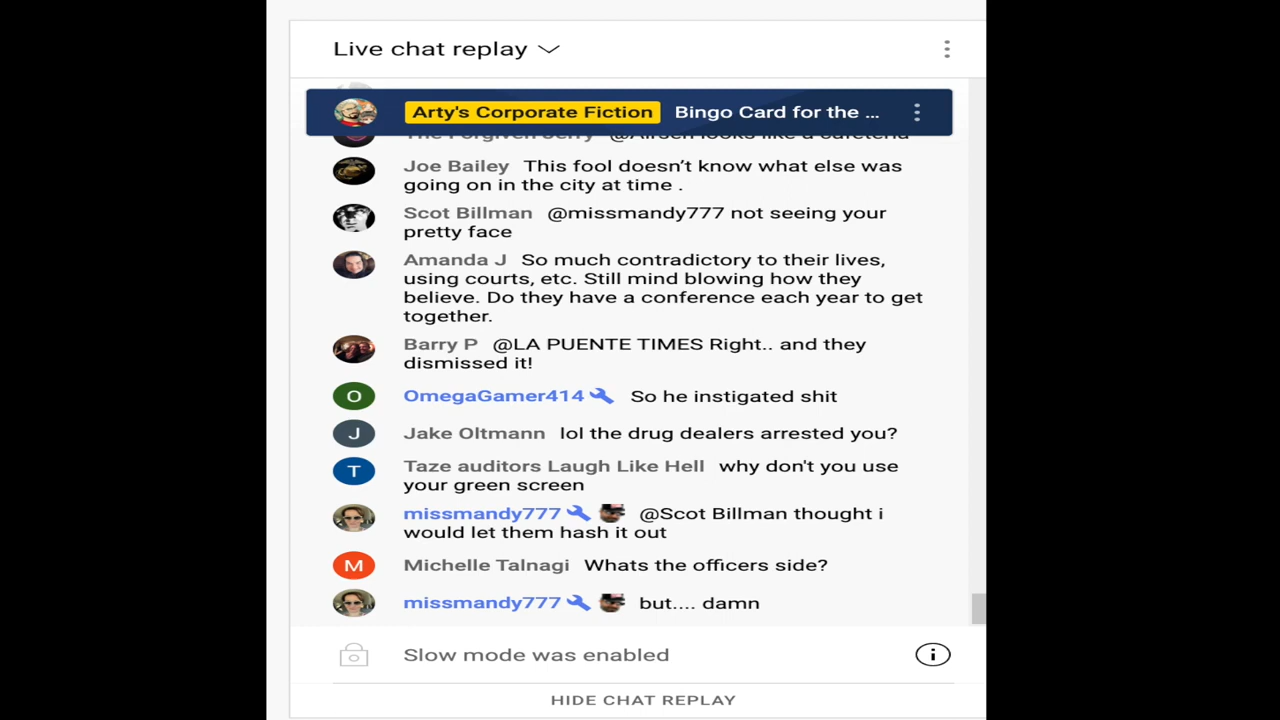 Live chat replay
Arty's Corporate Fiction Bingo Card for the ...
Joe Bailey This fool doesn’t know what else was
going on in the city at time .
Scot Billman @missmandy777 not seeing your
pretty face
Amanda J So much contradictory to their lives,
using courts, etc. Still mind blowing how they
believe. Do they have a conference each year to get
together.
Barry P @LA PUENTE TIMES Right.. and they
dismissed it!
O OmegaGamer414 So he instigated shit
J Jake Oltmann lol the drug dealers arrested you?
T Taze auditors Laugh Like Hell why don't you use
your green screen
missmandy777 @Scot Billman thought i
would let them hash it out
M Michelle Talnagi Whats the officers side?
missmandy777 but.... damn
Slow mode was enabled
HIDE CHAT REPLAY